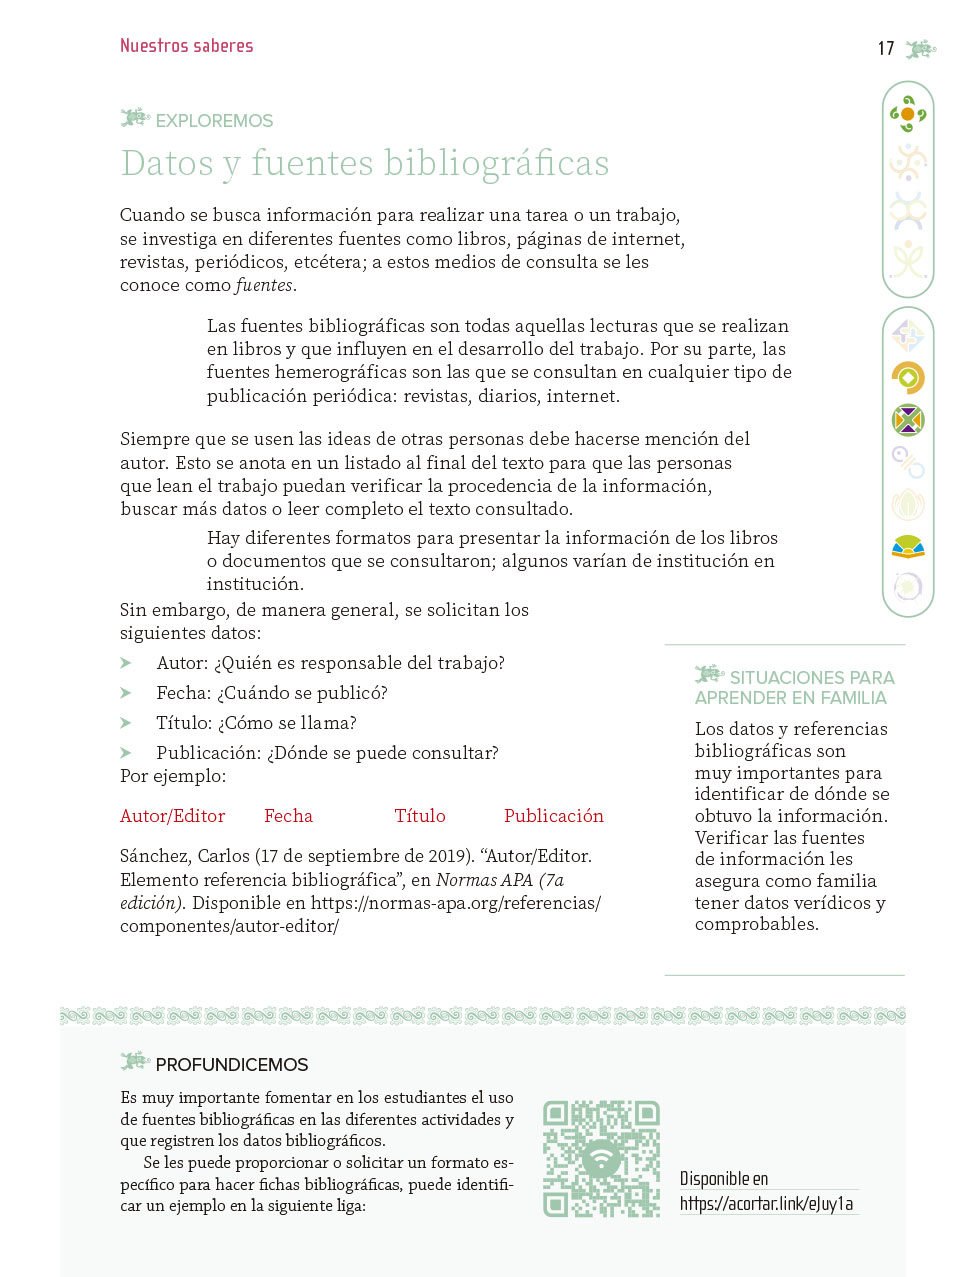 Nuestros saberes
17
EXPLOREMOS
Datos y fuentes bibliográficas
Cuando se busca información para realizar una tarea o un trabajo,
se investiga en diferentes fuentes como libros, páginas de internet,
revistas, periódicos, etcétera; a estos medios de consulta se les
conoce como fuentes.
Las fuentes bibliográficas son todas aquellas lecturas que se realizan
en libros y que influyen en el desarrollo del trabajo. Por su parte, las
fuentes hemerográficas son las que se consultan en cualquier tipo de
publicación periódica: revistas, diarios, internet.
Siempre que se usen las ideas de otras personas debe hacerse mención del
autor. Esto se anota en un listado al final del texto para que las personas
que lean el trabajo puedan verificar la procedencia de la información,
buscar más datos o leer completo el texto consultado.
Hay diferentes formatos para presentar la información de los libros
o documentos que se consultaron; algunos varían de institución en
institución.
Sin embargo, de manera general, se solicitan los
siguientes datos:
Autor: ¿Quién es responsable del trabajo?
Fecha: ¿Cuándo se publicó?
Título: ¿Cómo se llama?
Publicación: ¿Dónde se puede consultar?
Por ejemplo:
Autor/Editor Fecha Título Publicación
Sánchez, Carlos (17 de septiembre de 2019). “Autor/Editor.
Elemento referencia bibliográfica”, en Normas APA (7a
edición). Disponible en https://normas-apa.org/referencias/
componentes/autor-editor/
SITUACIONES PARA
APRENDER EN FAMILIA
Los datos y referencias
bibliográficas son
muy importantes para
identificar de dónde se
obtuvo la información.
Verificar las fuentes
de información les
asegura como familia
tener datos verídicos y
comprobables.
PROFUNDICEMOS
Es muy importante fomentar en los estudiantes el uso
de fuentes bibliográficas en las diferentes actividades y
que registren los datos bibliográficos.
Se les puede proporcionar o solicitar un formato es-
pecífico para hacer fichas bibliográficas, puede identifi-
car un ejemplo en la siguiente liga:
Disponible en
https://acortar.link/eJuy1a